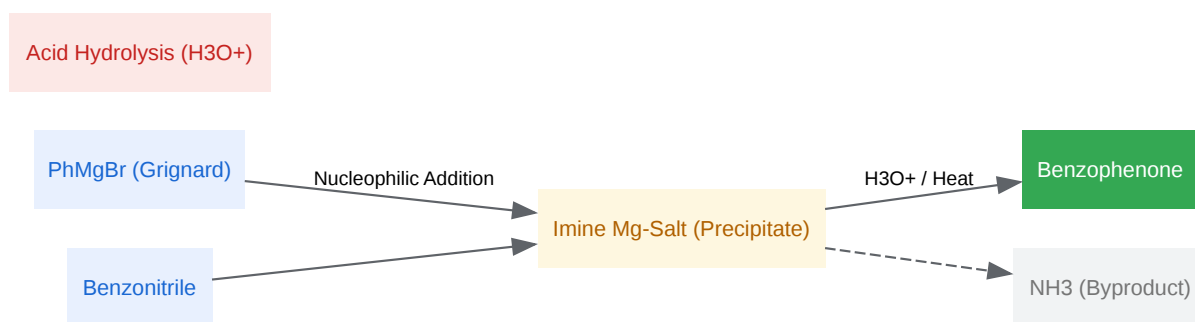 Acid Hydrolysis (H3O+)
PhMgBr (Grignard)
Nucleophilic Addition
Benzonitrile
Imine Mg-Salt (Precipitate)
H3O+ / Heat
Benzophenone
NH3 (Byproduct)